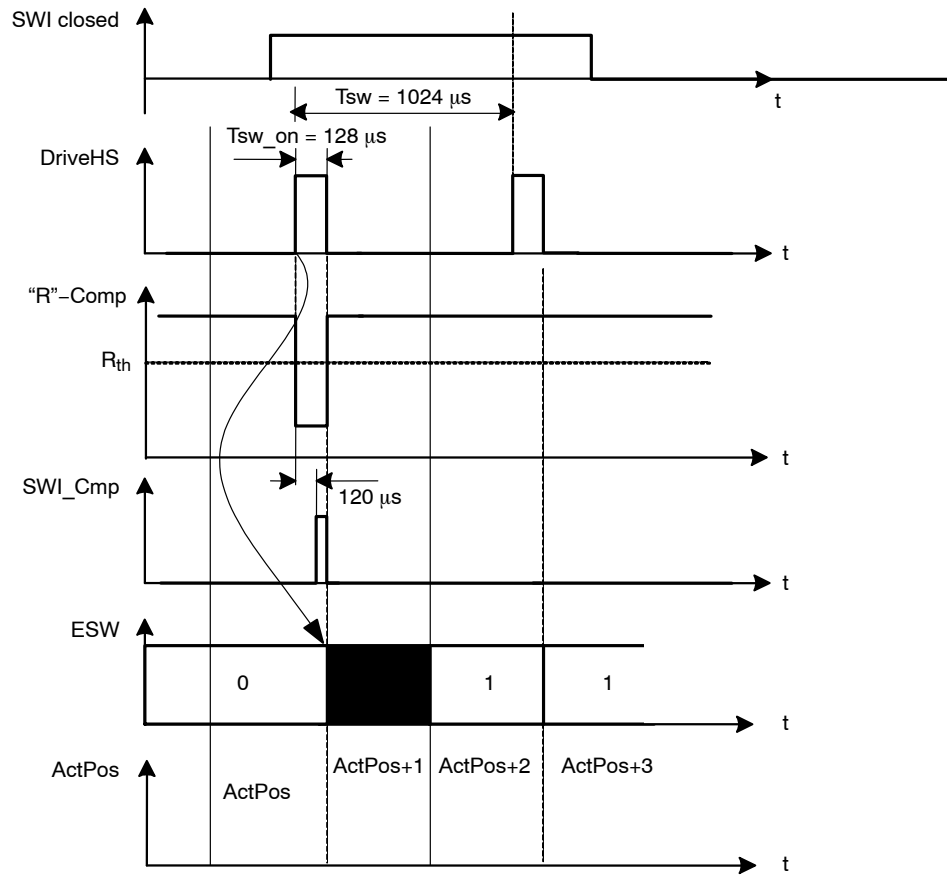 SWI closed
t
Tsw = 1024 μs
Tsw_on = 128 μs
DriveHS
t
“R”−Comp
Rth
t
SWI_Cmp
120 μs
t
ESW
0
1
1
t
ActPos
ActPos
ActPos+1
ActPos+2
ActPos+3
t